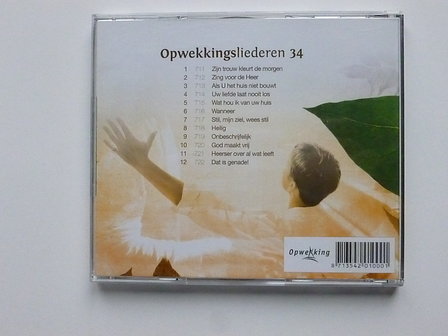 Opwekkingsliederen 34
1 711 Zijn trouw kleurt de morgen
2 712 Zing voor de Heer
3 713 Als U het huis niet bouwt
4 714 Uw liefde laat nooit los
5 715 Wat hou ik van uw huis
6 716 Wanneer
7 717 Stil, mijn ziel, wees stil
8 718 Heilig
9 719 Onbeschrijfelijk
10 720 God maakt vrij
11 721 Heerser over al wat leeft
12 722 Dat is genade!
Opwekking
8 713542 010001